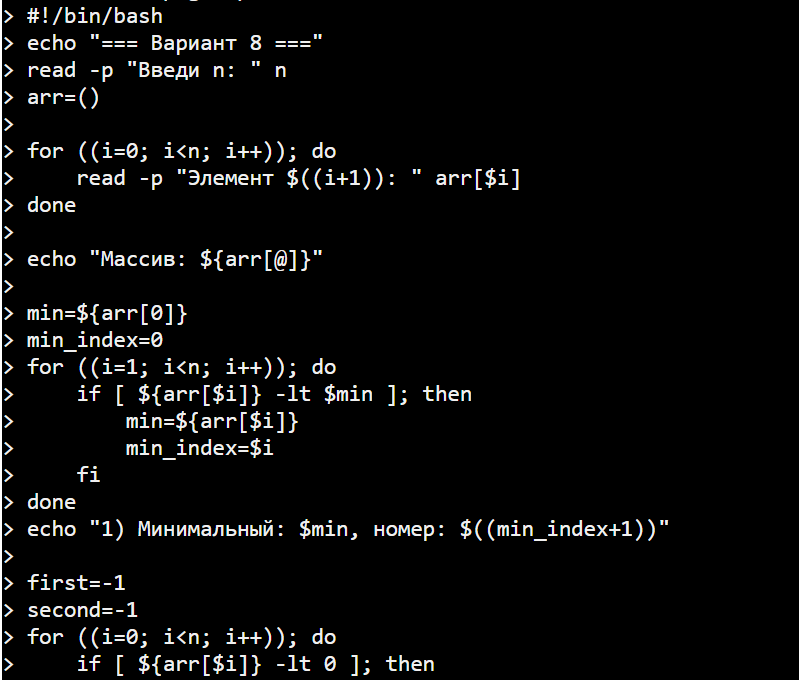 > #!/bin/bash
> echo "=== Вариант 8 ==="
> read -p "Введи n: " n
> arr=()
>
> for ((i=0; i<n; i++)); do
>     read -p "Элемент $((i+1)): " arr[$i]
> done
>
> echo "Массив: ${arr[@]}"
>
> min=${arr[0]}
> min_index=0
> for ((i=1; i<n; i++)); do
>     if [ ${arr[$i]} -lt $min ]; then
>         min=${arr[$i]}
>         min_index=$i
>     fi
> done
> echo "1) Минимальный: $min, номер: $((min_index+1))"
>
> first=-1
> second=-1
> for ((i=0; i<n; i++)); do
>     if [ ${arr[$i]} -lt 0 ]; then